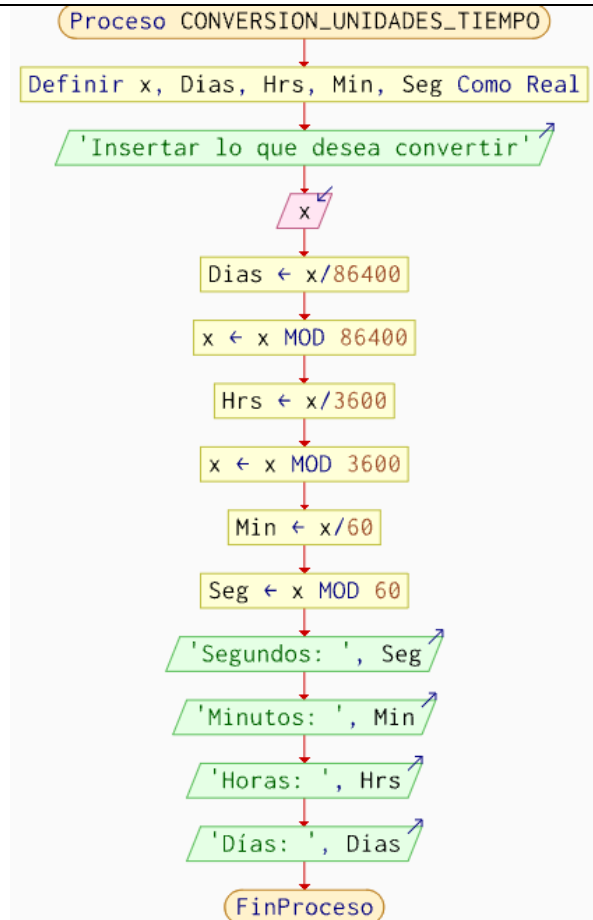 Proceso CONVERSION_UNIDADES_TIEMPO
Definir x, Dias, Hrs, Min, Seg Como Real
'Insertar lo que desea convertir'
x
Dias ← x/86400
x ← x MOD 86400
Hrs ← x/3600
x ← x MOD 3600
Min ← x/60
Seg ← x MOD 60
'Segundos: ', Seg
'Minutos: ', Min
'Horas: ', Hrs
'Días: ', Dias
FinProceso